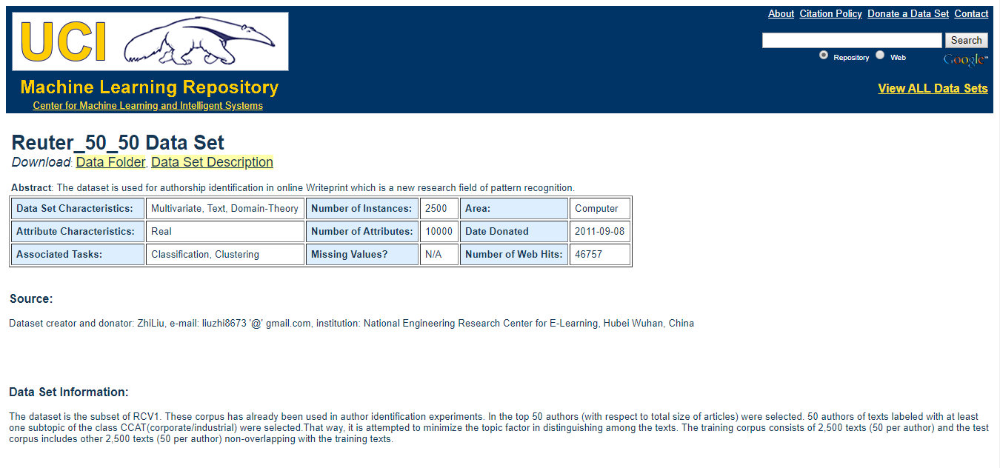 About Citation Policy Donate a Data Set Contact
UCI
Search
Repository Web Google™
Machine Learning Repository
Center for Machine Learning and Intelligent Systems
View ALL Data Sets
Reuter_50_50 Data Set
Download: Data Folder, Data Set Description
Abstract: The dataset is used for authorship identification in online Writeprint which is a new research field of pattern recognition.
Data Set Characteristics: Multivariate, Text, Domain-Theory Number of Instances: 2500 Area: Computer
Attribute Characteristics: Real Number of Attributes: 10000 Date Donated 2011-09-08
Associated Tasks: Classification, Clustering Missing Values? N/A Number of Web Hits: 46757
Source:
Dataset creator and donator: ZhiLiu, e-mail: liuzhi8673 '@' gmail.com, institution: National Engineering Research Center for E-Learning, Hubei Wuhan, China
Data Set Information:
The dataset is the subset of RCV1. These corpus has already been used in author identification experiments. In the top 50 authors (with respect to total size of articles) were selected. 50 authors of texts labeled with at least
one subtopic of the class CCAT(corporate/industrial) were selected.That way, it is attempted to minimize the topic factor in distinguishing among the texts. The training corpus consists of 2,500 texts (50 per author) and the test
corpus includes other 2,500 texts (50 per author) non-overlapping with the training texts.